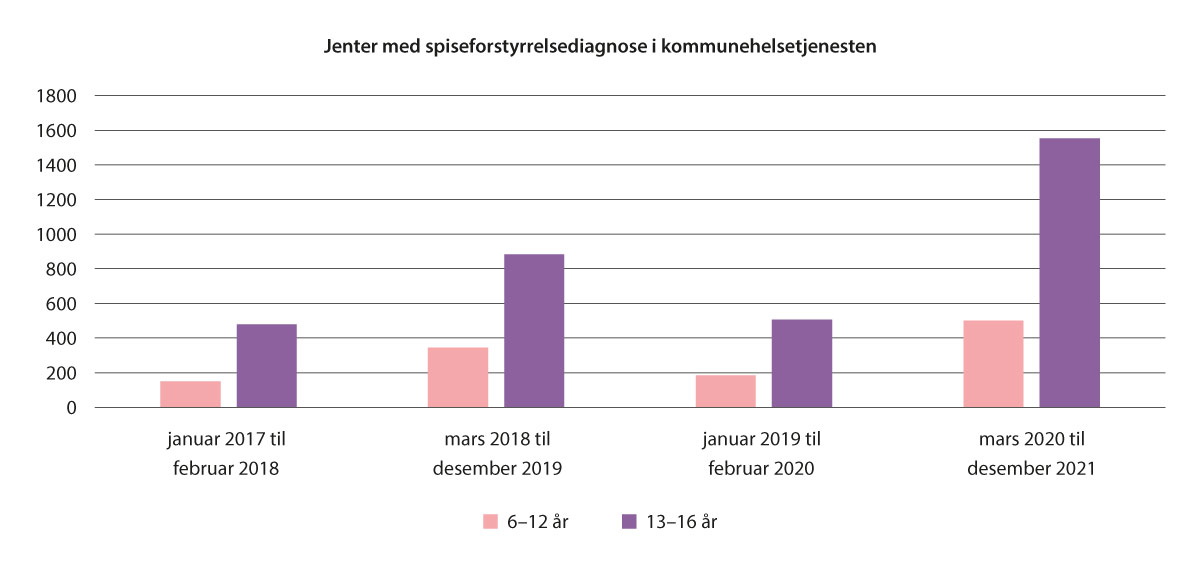 Jenter med spiseforstyrrelsediagnose i kommunehelsetjenesten
1800
1600
1400
1200
1000
800
600
400
200
0
januar 2017 til
februar 2018
mars 2018 til
desember 2019
januar 2019 til
februar 2020
mars 2020 til
desember 2021
6–12 år
13–16 år